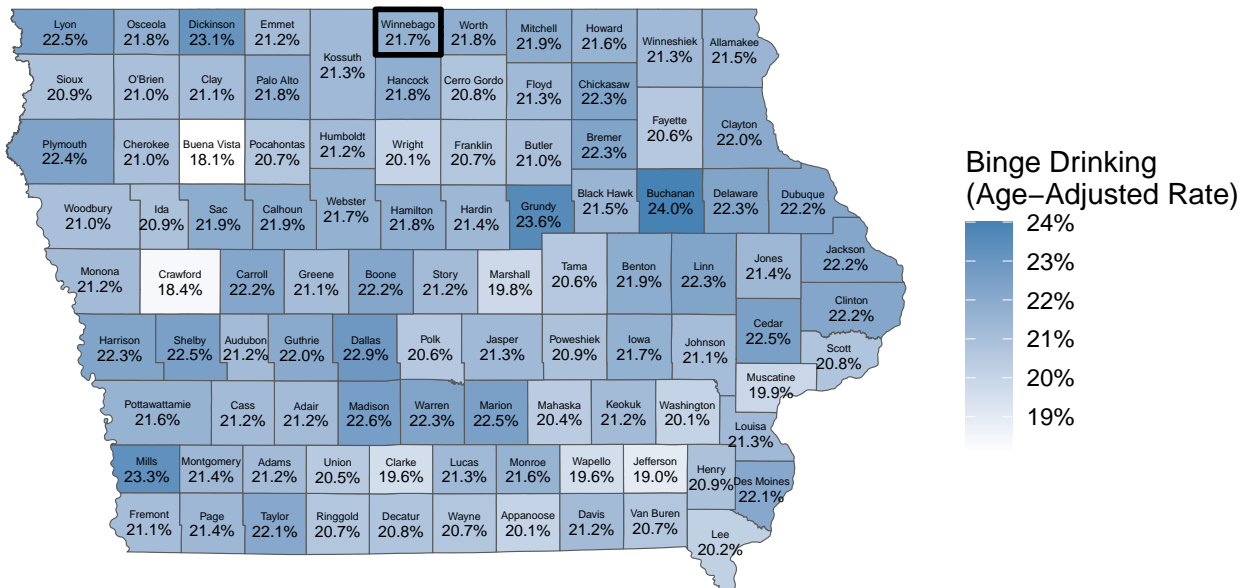 Lyon
22.5%
Osceola
21.8%
Dickinson
23.1%
Emmet
21.2%
Kossuth
21.3%
Winnebago
21.7%
Worth
21.8%
Mitchell
21.9%
Howard
21.6%
Winneshiek
21.3%
Allamakee
21.5%
Sioux
20.9%
O'Brien
21.0%
Clay
21.1%
Palo Alto
21.8%
Hancock
21.8%
Cerro Gordo
20.8%
Floyd
21.3%
Chickasaw
22.3%
Fayette
20.6%
Clayton
22.0%
Plymouth
22.4%
Cherokee
21.0%
Buena Vista
18.1%
Pocahontas
20.7%
Humboldt
21.2%
Wright
20.1%
Franklin
20.7%
Butler
21.0%
Bremer
22.3%
Woodbury
21.0%
Ida
20.9%
Sac
21.9%
Calhoun
21.9%
Webster
21.7%
Hamilton
21.8%
Hardin
21.4%
Grundy
23.6%
Black Hawk
21.5%
Buchanan
24.0%
Delaware
22.3%
Dubuque
22.2%
Monona
21.2%
Crawford
18.4%
Carroll
22.2%
Greene
21.1%
Boone
22.2%
Story
21.2%
Marshall
19.8%
Tama
20.6%
Benton
21.9%
Linn
22.3%
Jones
21.4%
Jackson
22.2%
Clinton
22.2%
Harrison
22.3%
Shelby
22.5%
Audubon
21.2%
Guthrie
22.0%
Dallas
22.9%
Polk
20.6%
Jasper
21.3%
Poweshiek
20.9%
Iowa
21.7%
Johnson
21.1%
Cedar
22.5%
Scott
20.8%
Muscatine
19.9%
Pottawattamie
21.6%
Cass
21.2%
Adair
21.2%
Madison
22.6%
Warren
22.3%
Marion
22.5%
Mahaska
20.4%
Keokuk
21.2%
Washington
20.1%
Louisa
21.3%
Mills
23.3%
Montgomery
21.4%
Adams
21.2%
Union
20.5%
Clarke
19.6%
Lucas
21.3%
Monroe
21.6%
Wapello
19.6%
Jefferson
19.0%
Henry
20.9%
Des Moines
22.1%
Fremont
21.1%
Page
21.4%
Taylor
22.1%
Ringgold
20.7%
Decatur
20.8%
Wayne
20.7%
Appanoose
20.1%
Davis
21.2%
Van Buren
20.7%
Lee
20.2%
Binge Drinking
(Age−Adjusted Rate)
24%
23%
22%
21%
20%
19%